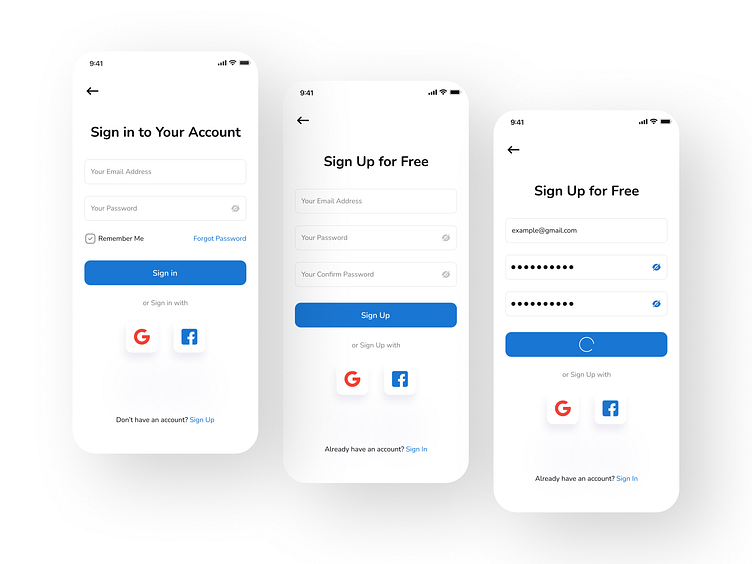 9:41
Sign in to Your Account
Your Email Address
Your Password
Remember Me Forgot Password
Sign in
or Sign in with
G f
Don't have an account? Sign Up
9:41
Sign Up for Free
Your Email Address
Your Password
Your Confirm Password
Sign Up
or Sign Up with
G f
Already have an account? Sign In
9:41
Sign Up for Free
example@gmail.com
●●●●●●●●●●
●●●●●●●●●●
or Sign Up with
G f
Already have an account? Sign In